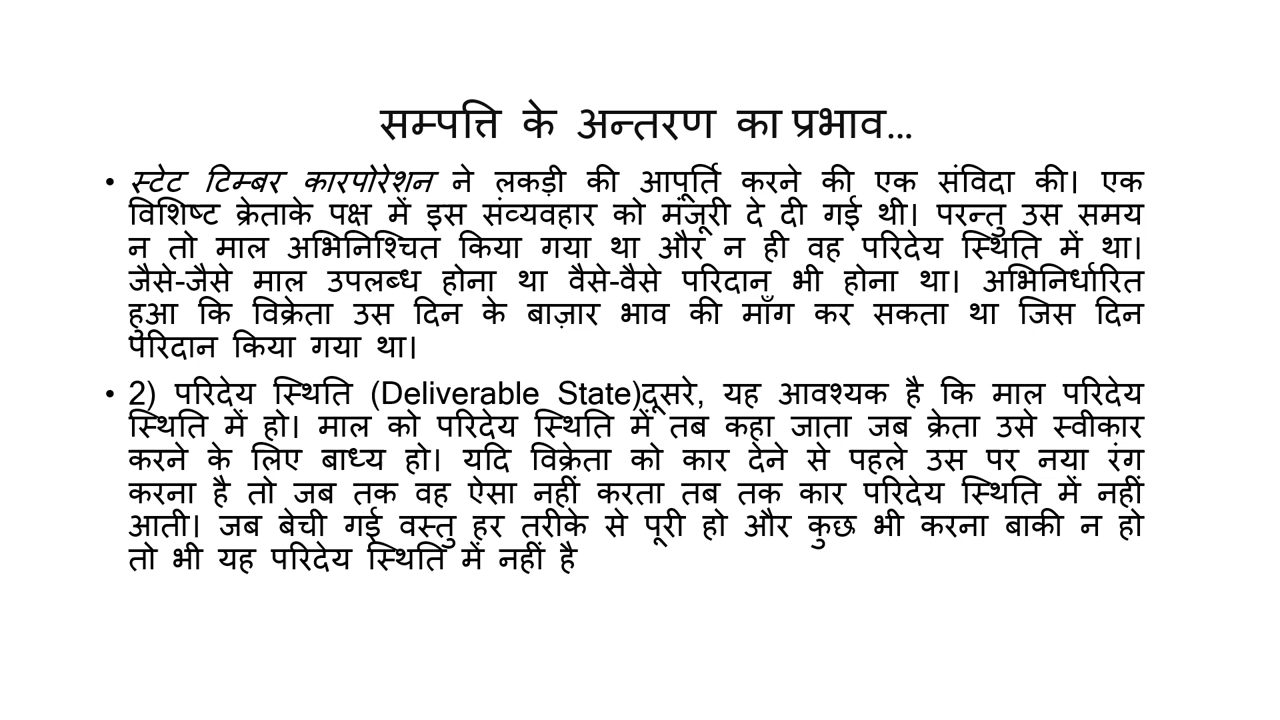 सम्पत्ति के अन्तरण का प्रभाव...
• स्टेट टिम्बर कारपोरेशन ने लकड़ी की आपूर्ति करने की एक संविदा की। एक
विशिष्ट क्रेताके पक्ष में इस संव्यवहार को मंजूरी दे दी गई थी। परन्तु उस समय
न तो माल अभिनिश्चित किया गया था और न ही वह परिदेय स्थिति में था।
जैसे-जैसे माल उपलब्ध होना था वैसे-वैसे परिदान भी होना था। अभिनिर्धारित
हुआ कि विक्रेता उस दिन के बाज़ार भाव की माँग कर सकता था जिस दिन
परिदान किया गया था।
• 2) परिदेय स्थिति (Deliverable State)दूसरे, यह आवश्यक है कि माल परिदेय
स्थिति में हो। माल को परिदेय स्थिति में तब कहा जाता जब क्रेता उसे स्वीकार
करने के लिए बाध्य हो। यदि विक्रेता को कार देने से पहले उस पर नया रंग
करना है तो जब तक वह ऐसा नहीं करता तब तक कार परिदेय स्थिति में नहीं
आती। जब बेची गई वस्तु हर तरीके से पूरी हो और कुछ भी करना बाकी न हो
तो भी यह परिदेय स्थिति में नहीं है